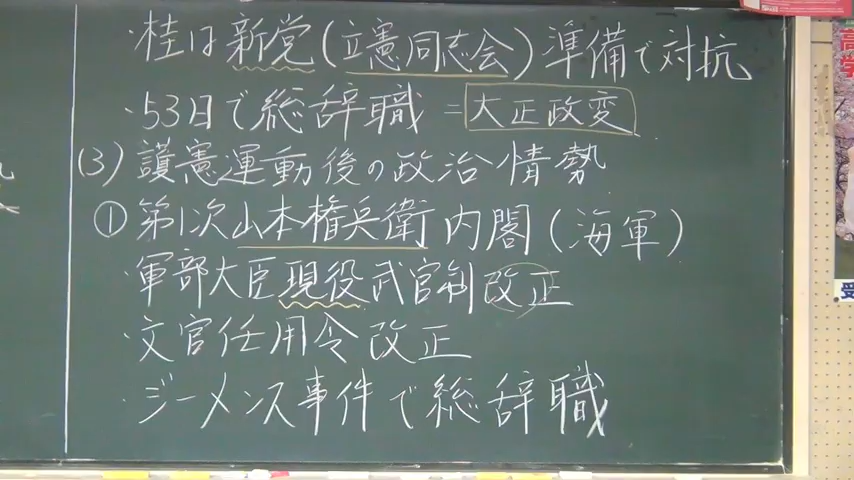 ・桂は新党(立憲同志会)準備で対抗
・53日で総辞職=大正政変
(3)護憲運動後の政治情勢
①第1次山本権兵衛内閣(海軍)
・軍部大臣現役武官制改正
・文官任用令改正
・ジーメンス事件で総辞職
高
学
受